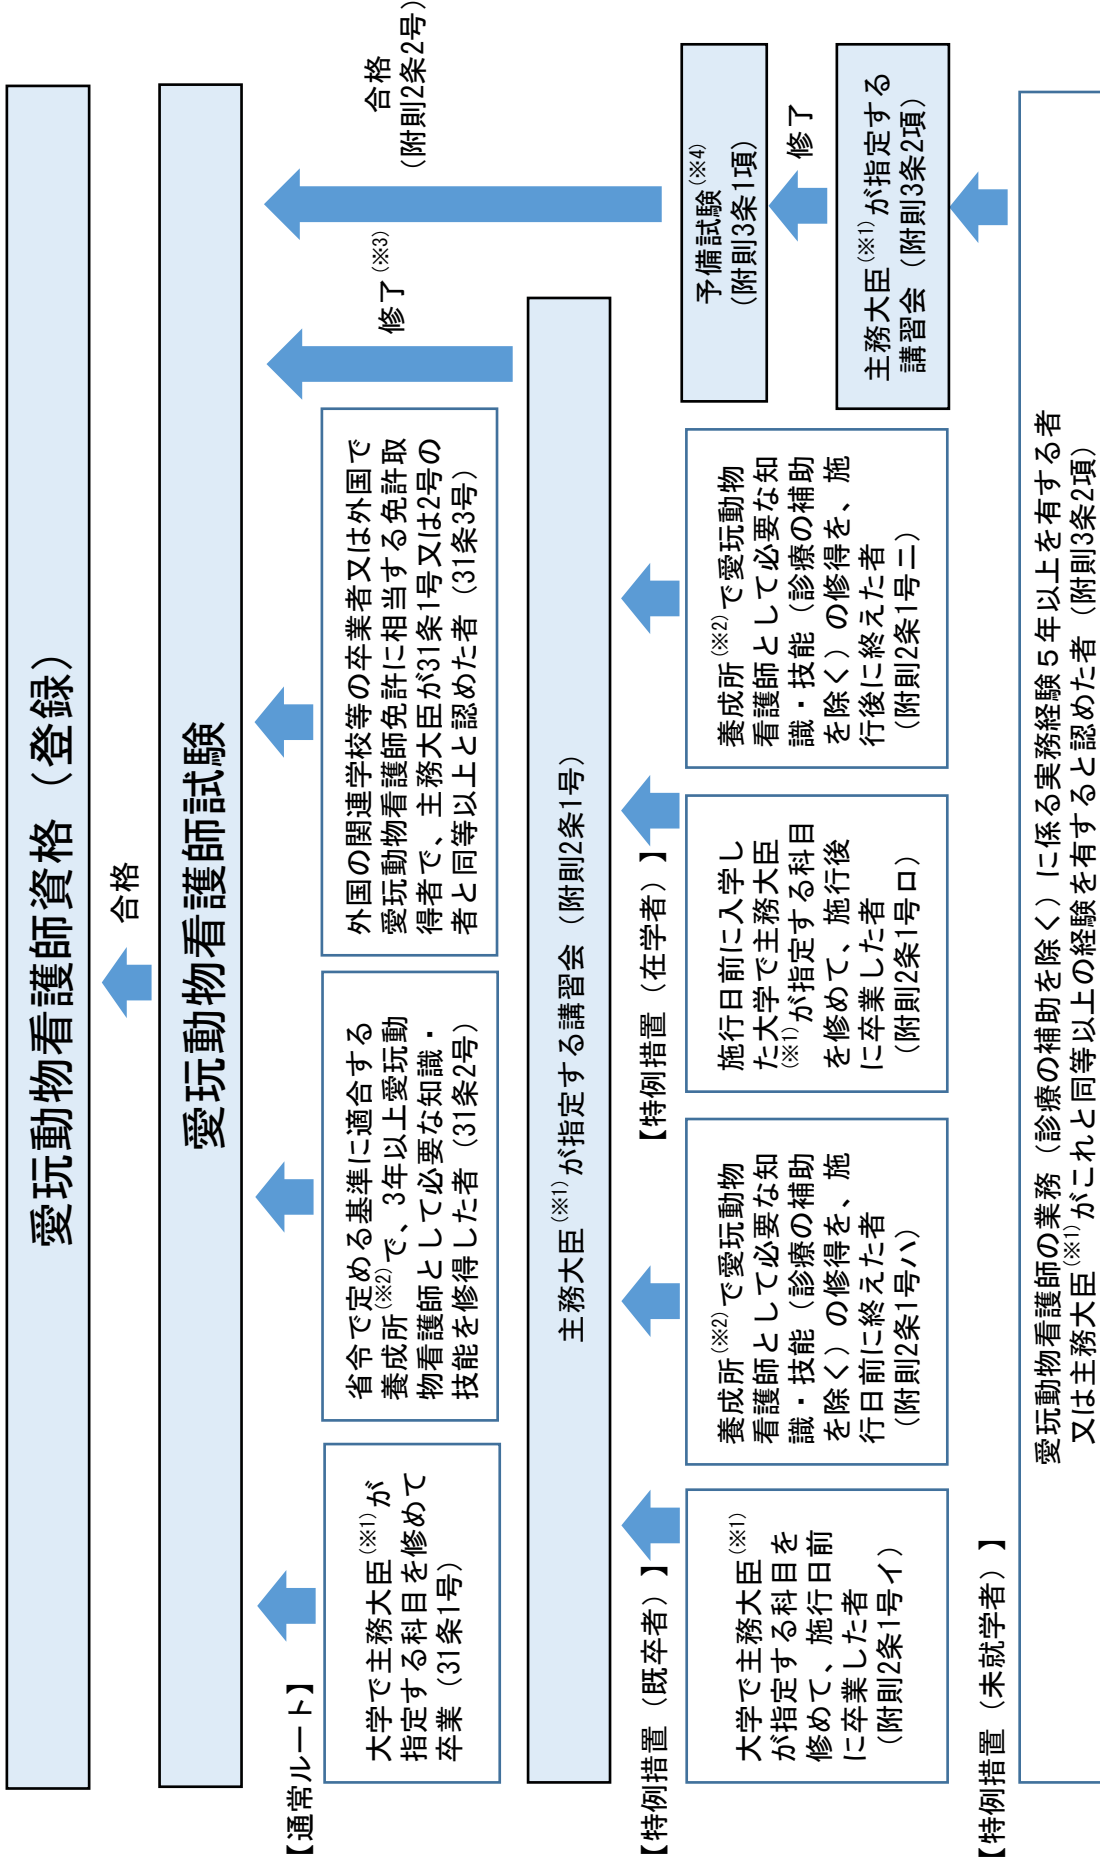 愛玩動物看護師資格（登録）
合格
愛玩動物看護師試験
【通常ルート】
大学で主務大臣(※1)が
指定する科目を修めて
卒業（31条1号）
省令で定める基準に適合する
養成所(※2)で、3年以上愛玩動
物看護師として必要な知識・
技能を修得した者（31条2号）
外国の関連学校等の卒業者又は外国で
愛玩動物看護師免許に相当する免許取
得者で、主務大臣が31条1号又は2号の
者と同等以上と認めた者（31条3号）
修了(※3)
合格
（附則2条2号）
主務大臣(※1)が指定する講習会（附則2条1号）
【特例措置（既卒者）】
大学で主務大臣(※1)
が指定する科目を
修めて、施行日前
に卒業した者
（附則2条1号イ）
養成所(※2)で愛玩動物
看護師として必要な知
識・技能（診療の補助
を除く）の修得を、施
行日前に終えた者
（附則2条1号ハ）
【特例措置（在学者）】
施行日前に入学し
た大学で主務大臣
(※1)が指定する科目
を修めて、施行後
に卒業した者
（附則2条1号ロ）
養成所(※2)で愛玩動物
看護師として必要な知
識・技能（診療の補助
を除く）の修得を、施
行後に終えた者
（附則2条1号ニ）
予備試験(※4)
（附則3条1項）
修了
主務大臣(※1)が指定する
講習会（附則3条2項）
【特例措置（未就学者）】
愛玩動物看護師の業務（診療の補助を除く）に係る実務経験５年以上を有する者
又は主務大臣(※1)がこれと同等以上の経験を有すると認めた者（附則3条2項）